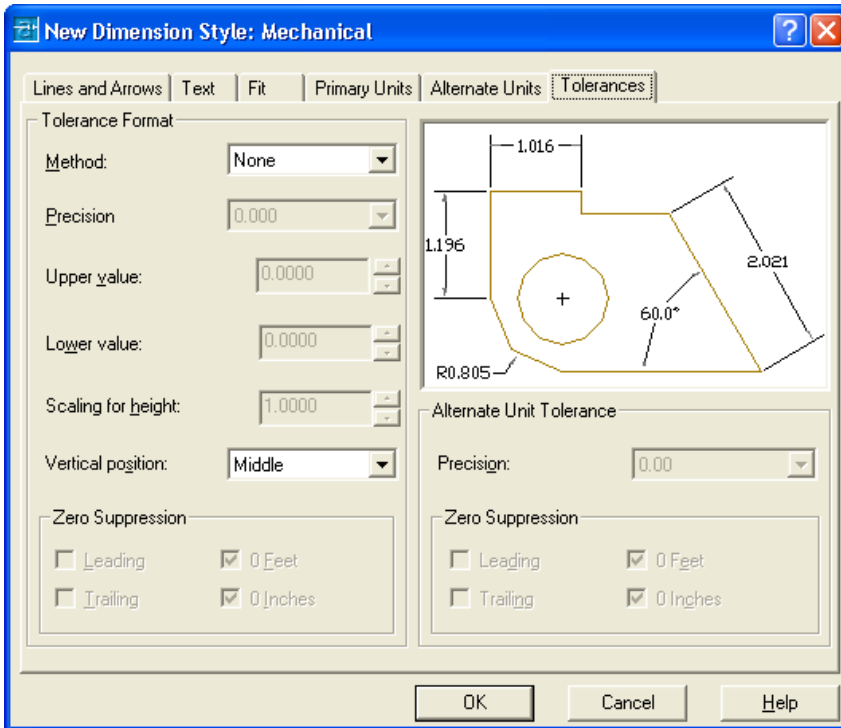 New Dimension Style: Mechanical
Lines and Arrows
Text
Fit
Primary Units
Alternate Units
Tolerances
Tolerance Format
Method:
None
Precision
0.000
Upper value:
0.0000
Lower value:
0.0000
Scaling for height:
1.0000
Vertical position:
Middle
Zero Suppression
Leading
0 Feet
Trailing
0 Inches
1.016
1.196
2.021
60.0°
R0.805
Alternate Unit Tolerance
Precision:
0.00
Zero Suppression
Leading
0 Feet
Trailing
0 Inches
OK
Cancel
Help